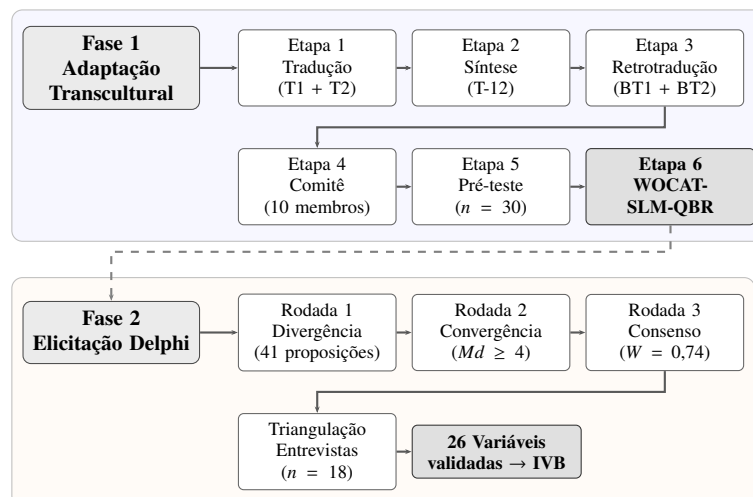 Fase 1
Adaptação
Transcultural
Etapa 1
Tradução
(T1 + T2)
Etapa 2
Síntese
(T-12)
Etapa 3
Retrotradução
(BT1 + BT2)
Etapa 4
Comitê
(10 membros)
Etapa 5
Pré-teste
(n = 30)
Etapa 6
WOCAT-
SLM-QBR
Fase 2
Elicitação Delphi
Rodada 1
Divergência
(41 proposições)
Rodada 2
Convergência
(Md ≥ 4)
Rodada 3
Consenso
(W = 0,74)
Triangulação
Entrevistas
(n = 18)
26 Variáveis
validadas → IVB